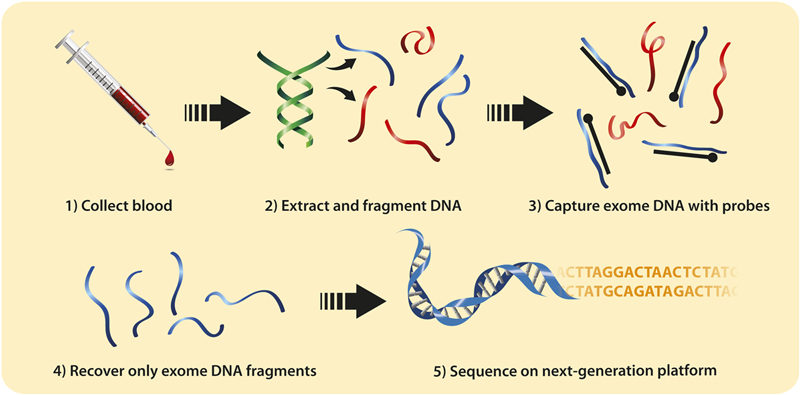 1) Collect blood
2) Extract and fragment DNA
3) Capture exome DNA with probes
ACTTAGGACTAACTCTATG
CTATGCAGATAGACTTAG
4) Recover only exome DNA fragments
5) Sequence on next-generation platform